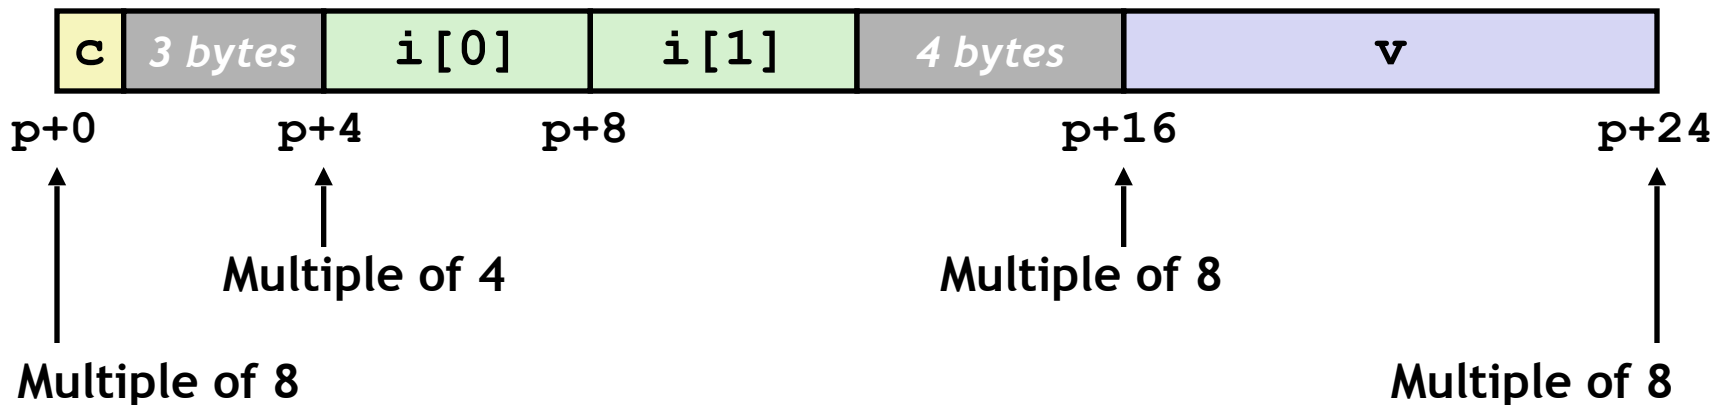 c 3 bytes i[0] i[1] 4 bytes v
p+0 p+4 p+8 p+16 p+24
Multiple of 4 Multiple of 8
Multiple of 8 Multiple of 8